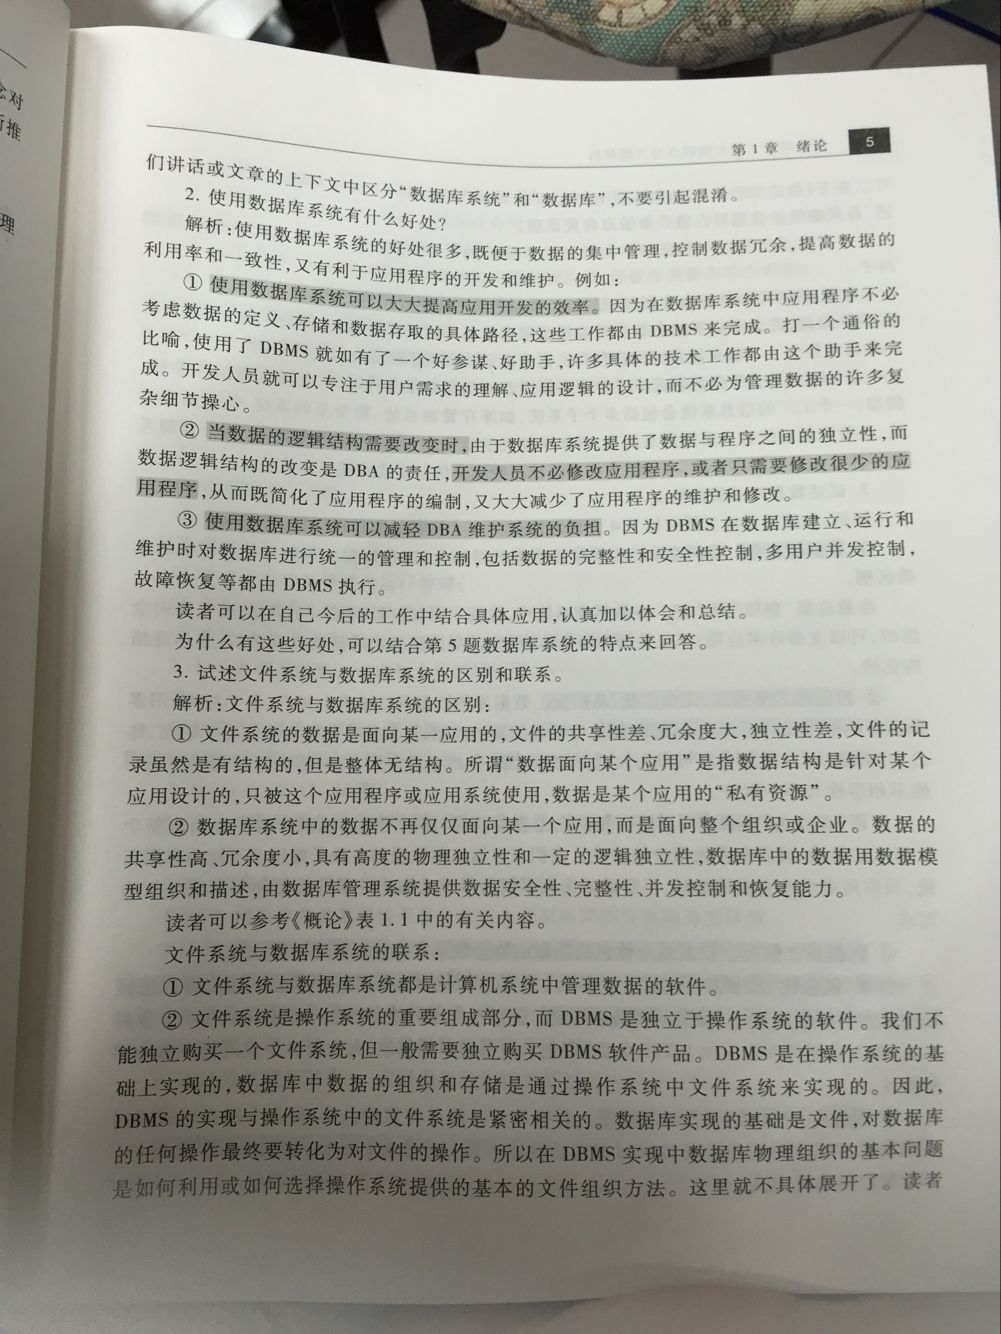 念对
新推
理
第 1 章 绪论 5
们讲话或文章的上下文中区分“数据库系统”和“数据库”,不要引起混淆。
2. 使用数据库系统有什么好处?
解析:使用数据库系统的好处很多,既便于数据的集中管理,控制数据冗余,提高数据的
利用率和一致性,又有利于应用程序的开发和维护。例如:
① 使用数据库系统可以大大提高应用开发的效率。因为在数据库系统中应用程序不必
考虑数据的定义、存储和数据存取的具体路径,这些工作都由 DBMS 来完成。打一个通俗的
比喻,使用了 DBMS 就如有了一个好参谋、好助手,许多具体的技术工作都由这个助手来完
成。开发人员就可以专注于用户需求的理解、应用逻辑的设计,而不必为管理数据的许多复
杂细节操心。
② 当数据的逻辑结构需要改变时,由于数据库系统提供了数据与程序之间的独立性,而
数据逻辑结构的改变是 DBA 的责任,开发人员不必修改应用程序,或者只需要修改很少的应
用程序,从而既简化了应用程序的编制,又大大减少了应用程序的维护和修改。
③ 使用数据库系统可以减轻 DBA 维护系统的负担。因为 DBMS 在数据库建立、运行和
维护时对数据库进行统一的管理和控制,包括数据的完整性和安全性控制,多用户并发控制,
故障恢复等都由 DBMS 执行。
读者可以在自己今后的工作中结合具体应用,认真加以体会和总结。
为什么有这些好处,可以结合第 5 题数据库系统的特点来回答。
3. 试述文件系统与数据库系统的区别和联系。
解析:文件系统与数据库系统的区别:
① 文件系统的数据是面向某一应用的,文件的共享性差、冗余度大,独立性差,文件的记
录虽然是有结构的,但是整体无结构。所谓“数据面向某个应用”是指数据结构是针对某个
应用设计的,只被这个应用程序或应用系统使用,数据是某个应用的“私有资源”。
② 数据库系统中的数据不再仅仅面向某一个应用,而是面向整个组织或企业。数据的
共享性高、冗余度小,具有高度的物理独立性和一定的逻辑独立性,数据库中的数据用数据模
型组织和描述,由数据库管理系统提供数据安全性、完整性、并发控制和恢复能力。
读者可以参考《概论》表 1.1 中的有关内容。
文件系统与数据库系统的联系:
① 文件系统与数据库系统都是计算机系统中管理数据的软件。
② 文件系统是操作系统的重要组成部分,而 DBMS 是独立于操作系统的软件。我们不
能独立购买一个文件系统,但一般需要独立购买 DBMS 软件产品。DBMS 是在操作系统的基
础上实现的,数据库中数据的组织和存储是通过操作系统中文件系统来实现的。因此,
DBMS 的实现与操作系统中的文件系统是紧密相关的。数据库实现的基础是文件,对数据库
的任何操作最终要转化为对文件的操作。所以在 DBMS 实现中数据库物理组织的基本问题
是如何利用或如何选择操作系统提供的基本的文件组织方法。这里就不具体展开了。读者